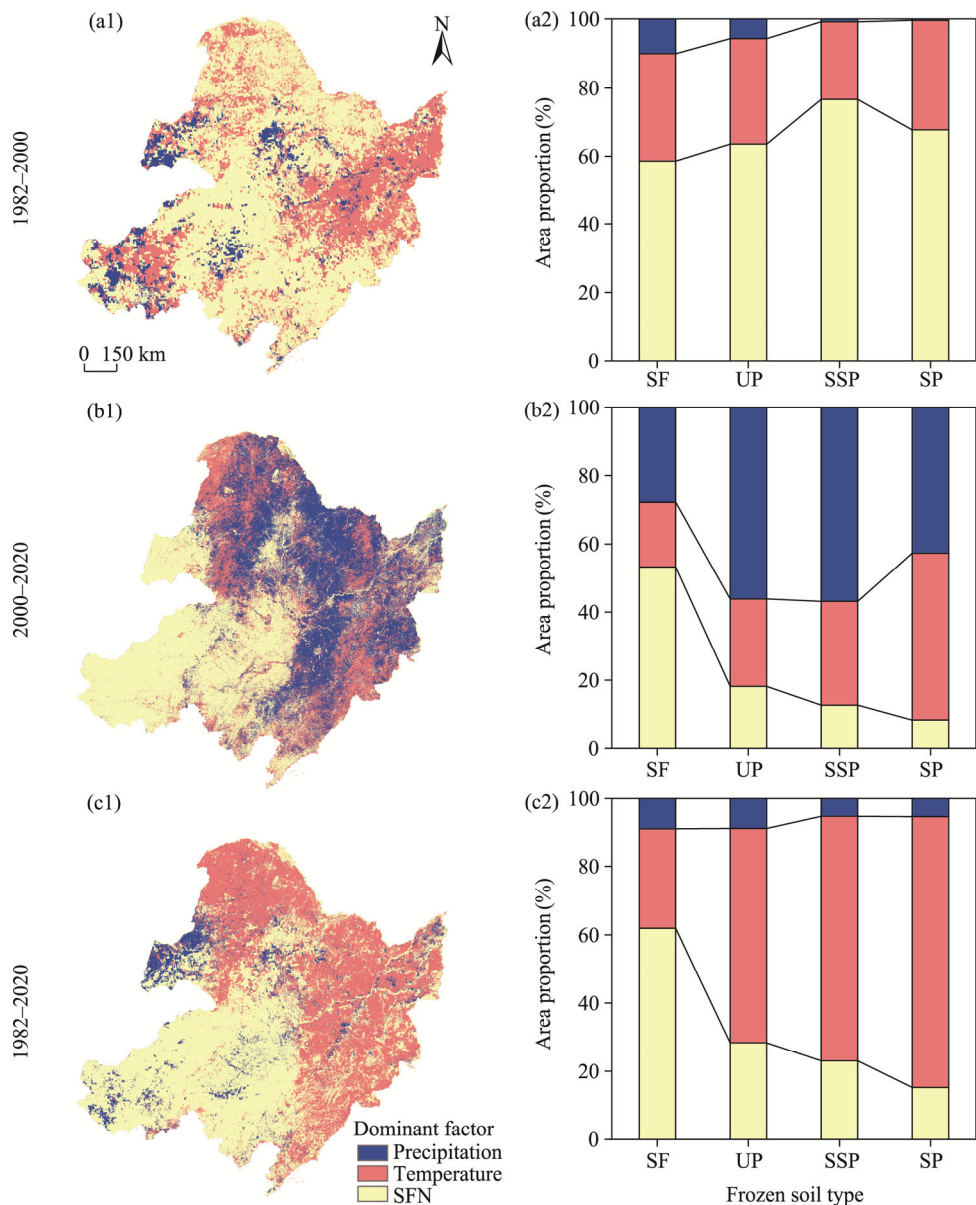 (a1)
N
1982–2000
0 150 km
(a2)
Area proportion (%)
100
80
60
40
20
0
SF UP SSP SP
(b1)
2000–2020
(b2)
Area proportion (%)
100
80
60
40
20
0
SF UP SSP SP
(c1)
1982–2020
Dominant factor
Precipitation
Temperature
SFN
(c2)
Area proportion (%)
100
80
60
40
20
0
SF UP SSP SP
Frozen soil type